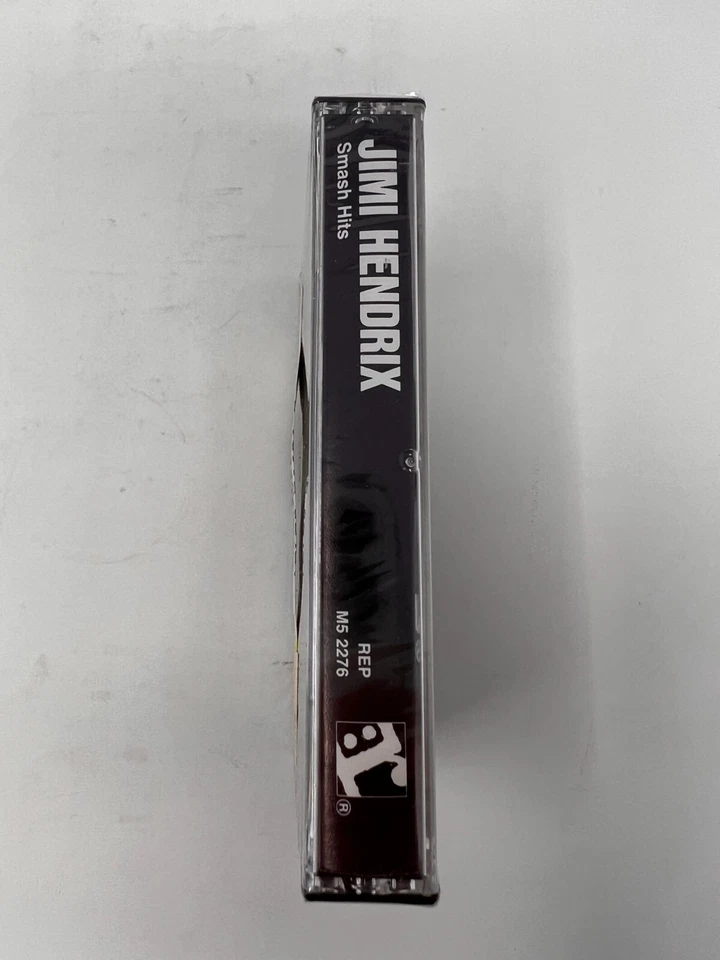 JIMI HENDRIX
Smash Hits
REP
M5 2276
r:
®